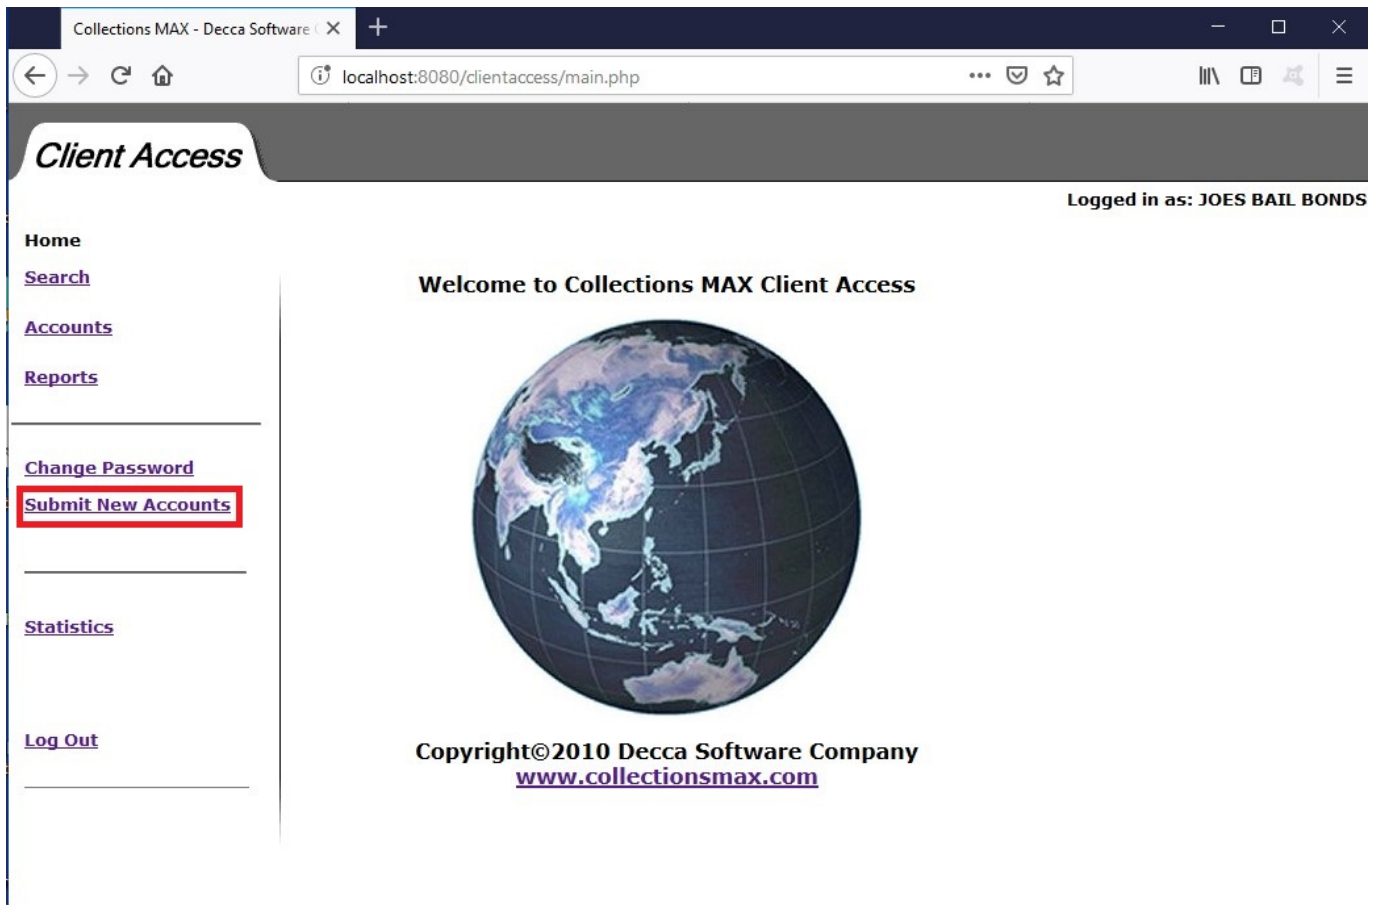 Collections MAX - Decca Software
localhost:8080/clientaccess/main.php
Client Access
Logged in as: JOES BAIL BONDS
Home
Search
Accounts
Reports
Change Password
Submit New Accounts
Statistics
Log Out
Welcome to Collections MAX Client Access
Copyright©2010 Decca Software Company
www.collectionsmax.com